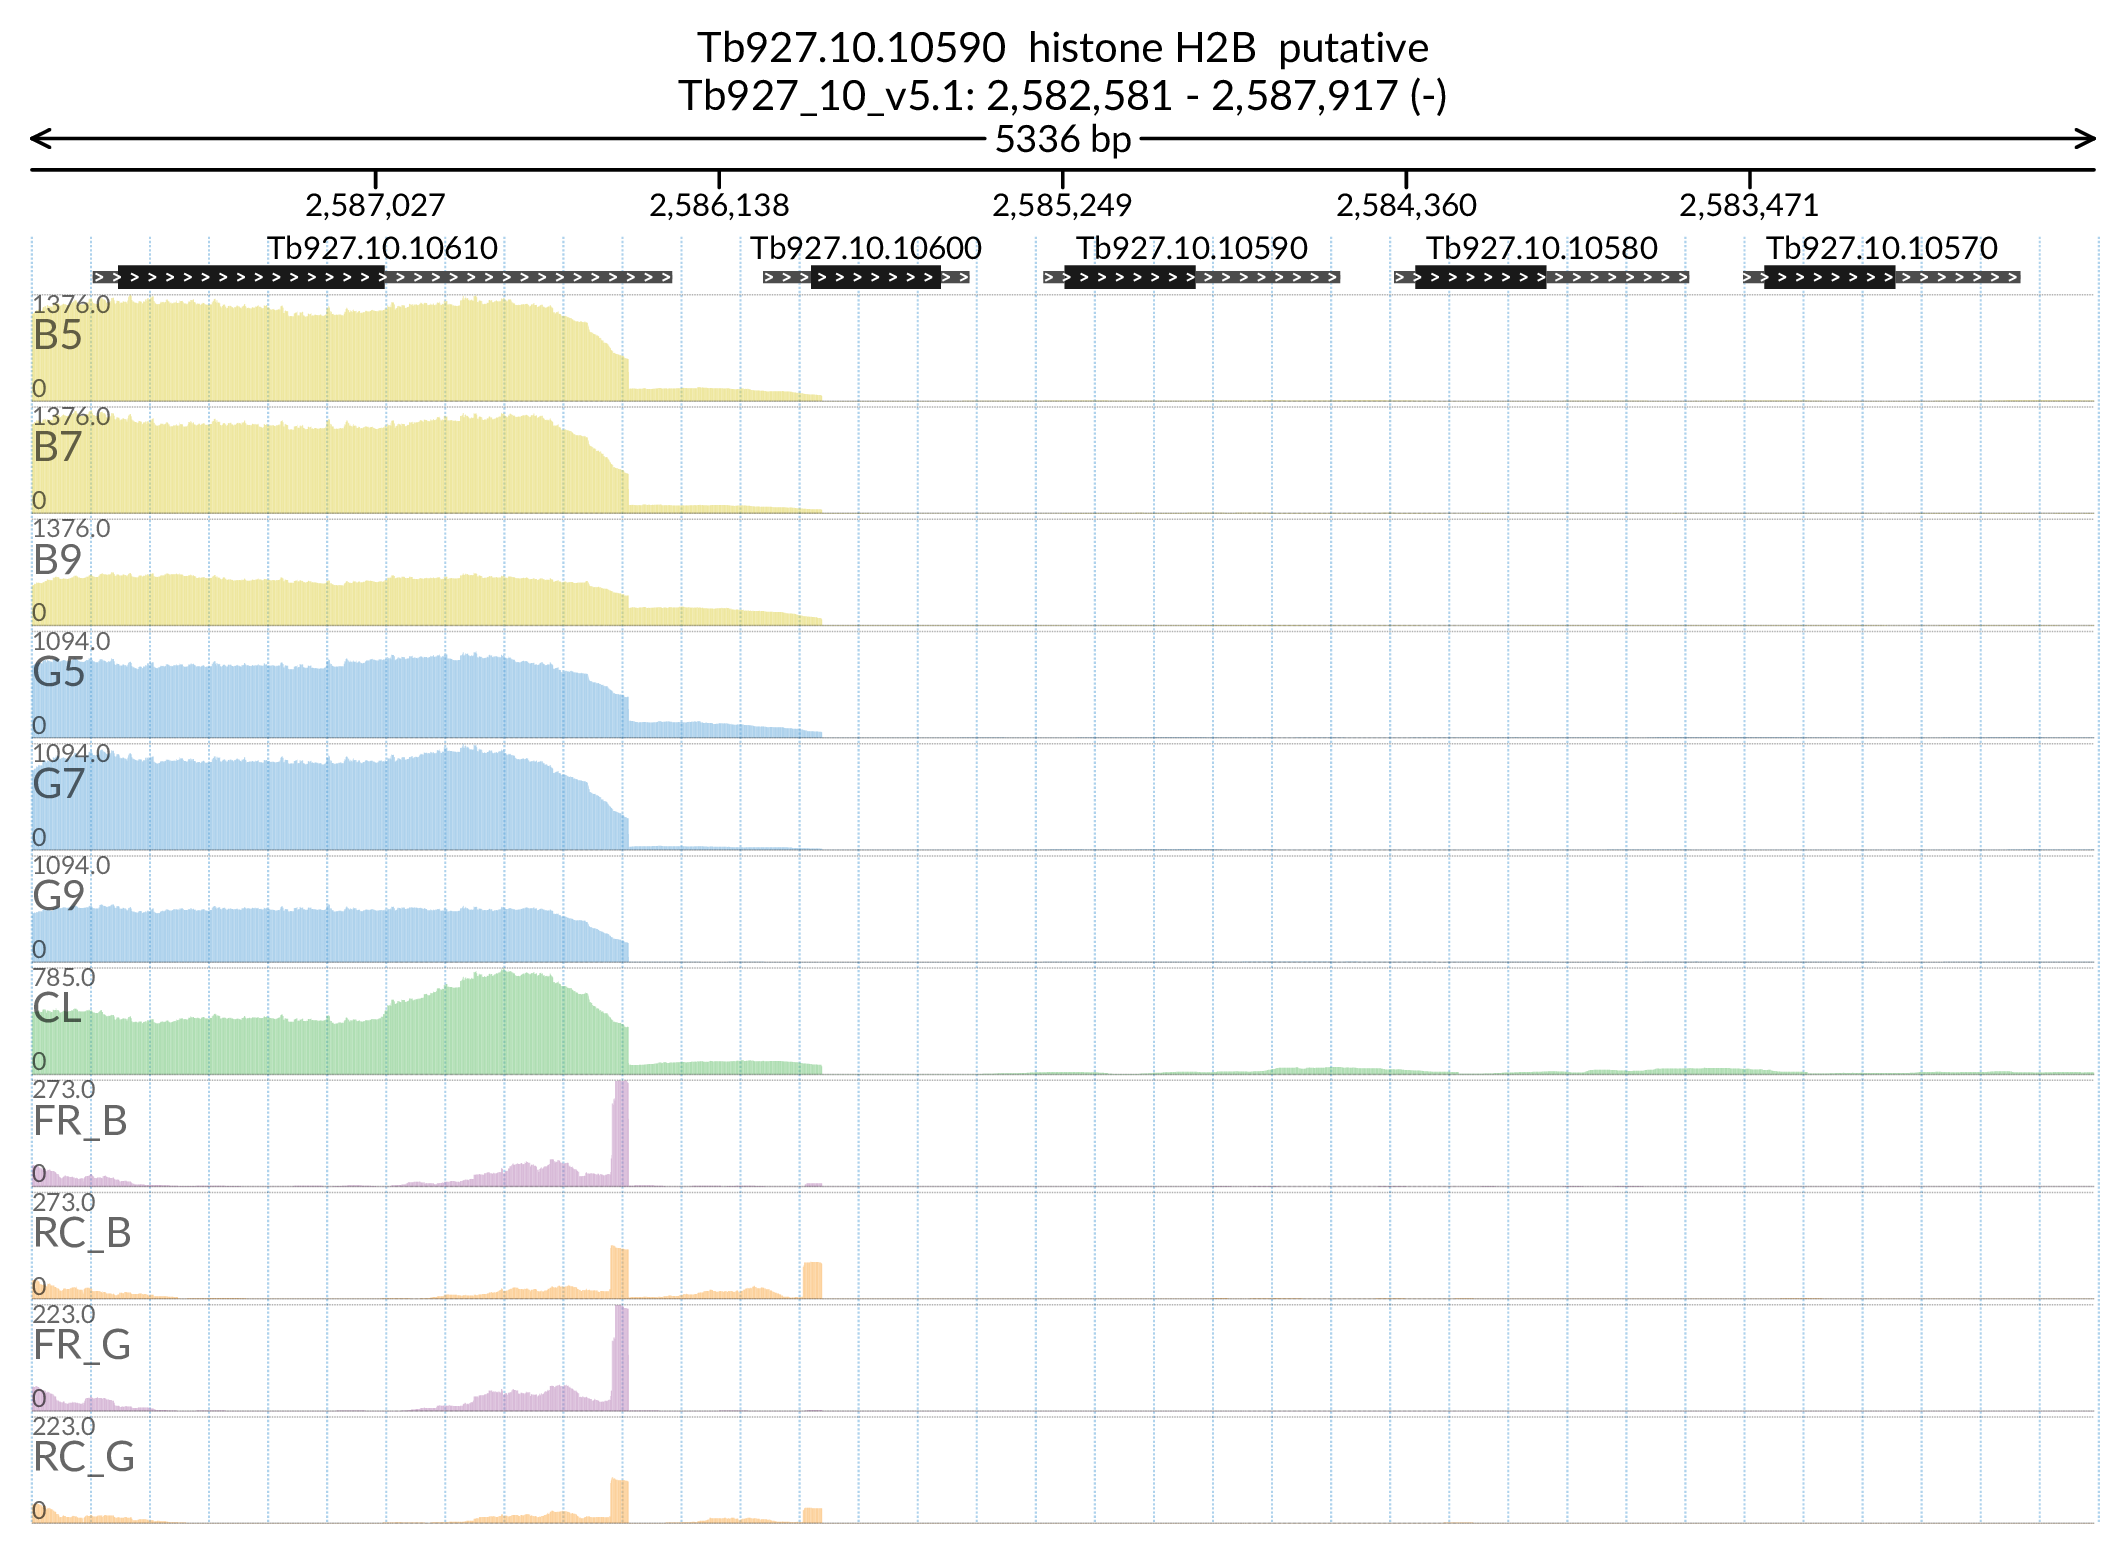 Tb927.10.10590  histone H2B  putative
Tb927_10_v5.1: 2,582,581 - 2,587,917 (-)
5336 bp
2,587,027 2,586,138 2,585,249 2,584,360 2,583,471
Tb927.10.10610 Tb927.10.10600 Tb927.10.10590 Tb927.10.10580 Tb927.10.10570
1376.0
B5
0
1376.0
B7
0
1376.0
B9
0
1094.0
G5
0
1094.0
G7
0
1094.0
G9
0
785.0
CL
0
273.0
FR_B
0
273.0
RC_B
0
223.0
FR_G
0
223.0
RC_G
0